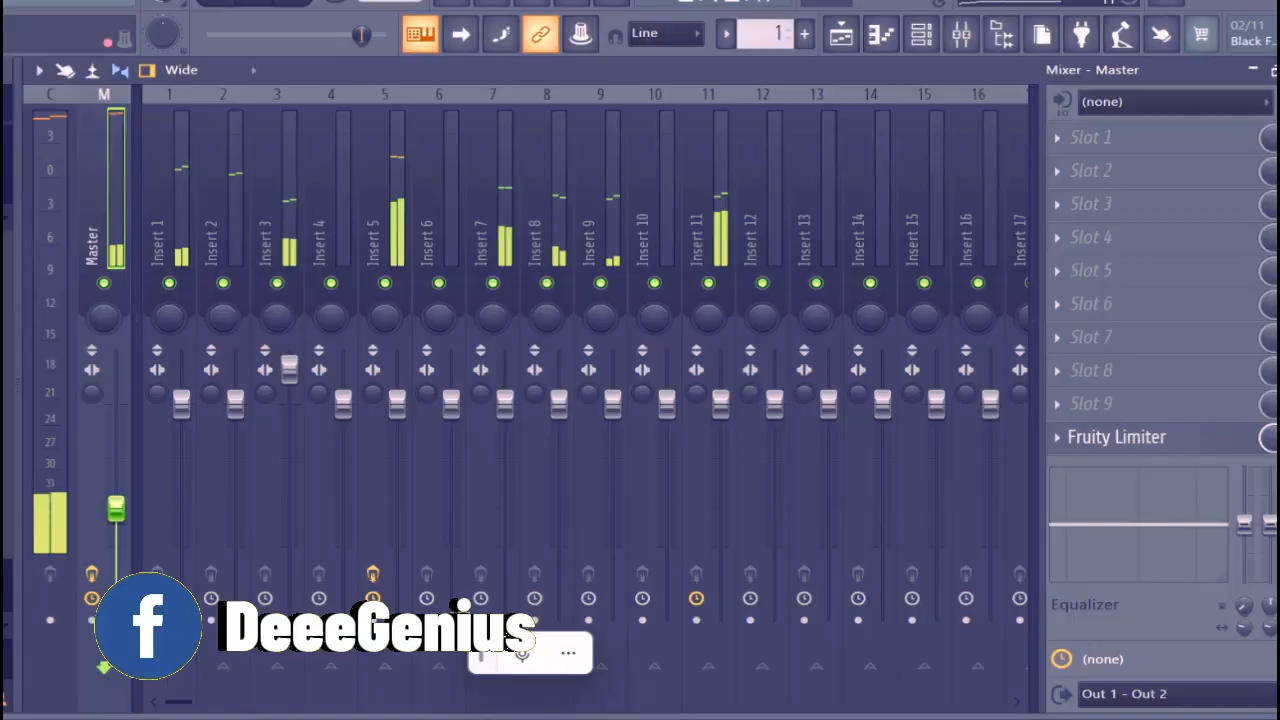 Line
1
02/11
Black F..
Wide
Mixer - Master
C M 1 2 3 4 5 6 7 8 9 10 11 12 13 14 15 16
(none)
3
0
3
6
9
12
15
18
21
24
27
30
33
Master
Insert 1
Insert 2
Insert 3
Insert 4
Insert 5
Insert 6
Insert 7
Insert 8
Insert 9
Insert 10
Insert 11
Insert 12
Insert 13
Insert 14
Insert 15
Insert 16
Insert 17
Slot 1
Slot 2
Slot 3
Slot 4
Slot 5
Slot 6
Slot 7
Slot 8
Slot 9
Fruity Limiter
Equalizer
(none)
Out 1 - Out 2
f DeeeGenius